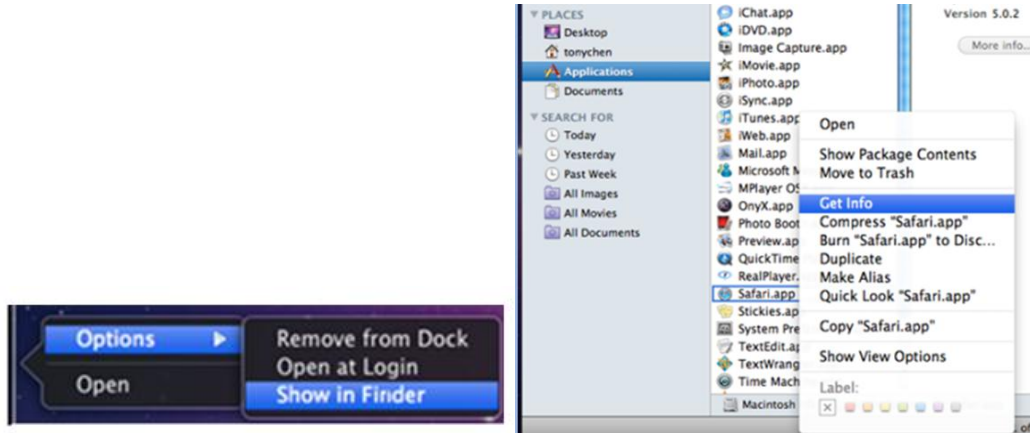 Options
Open
Remove from Dock
Open at Login
Show in Finder
PLACES
Desktop
tonychen
Applications
Documents
SEARCH FOR
Today
Yesterday
Past Week
All Images
All Movies
All Documents
iChat.app
iDVD.app
Image Capture.app
iMovie.app
iPhoto.app
iSync.app
iTunes.app
iWeb.app
Mail.app
Microsoft
MPlayer
OnyX.app
Photo Boot
Preview.ap
QuickTime
RealPlayer.
Safari.app
Stickies.ap
System Pre
TextEdit.ap
TextWrang
Time Mach
Macintosh
Version 5.0.2
More info...
Open
Show Package Contents
Move to Trash
Get Info
Compress "Safari.app"
Burn "Safari.app" to Disc...
Duplicate
Make Alias
Quick Look "Safari.app"
Copy "Safari.app"
Show View Options
Label:
of